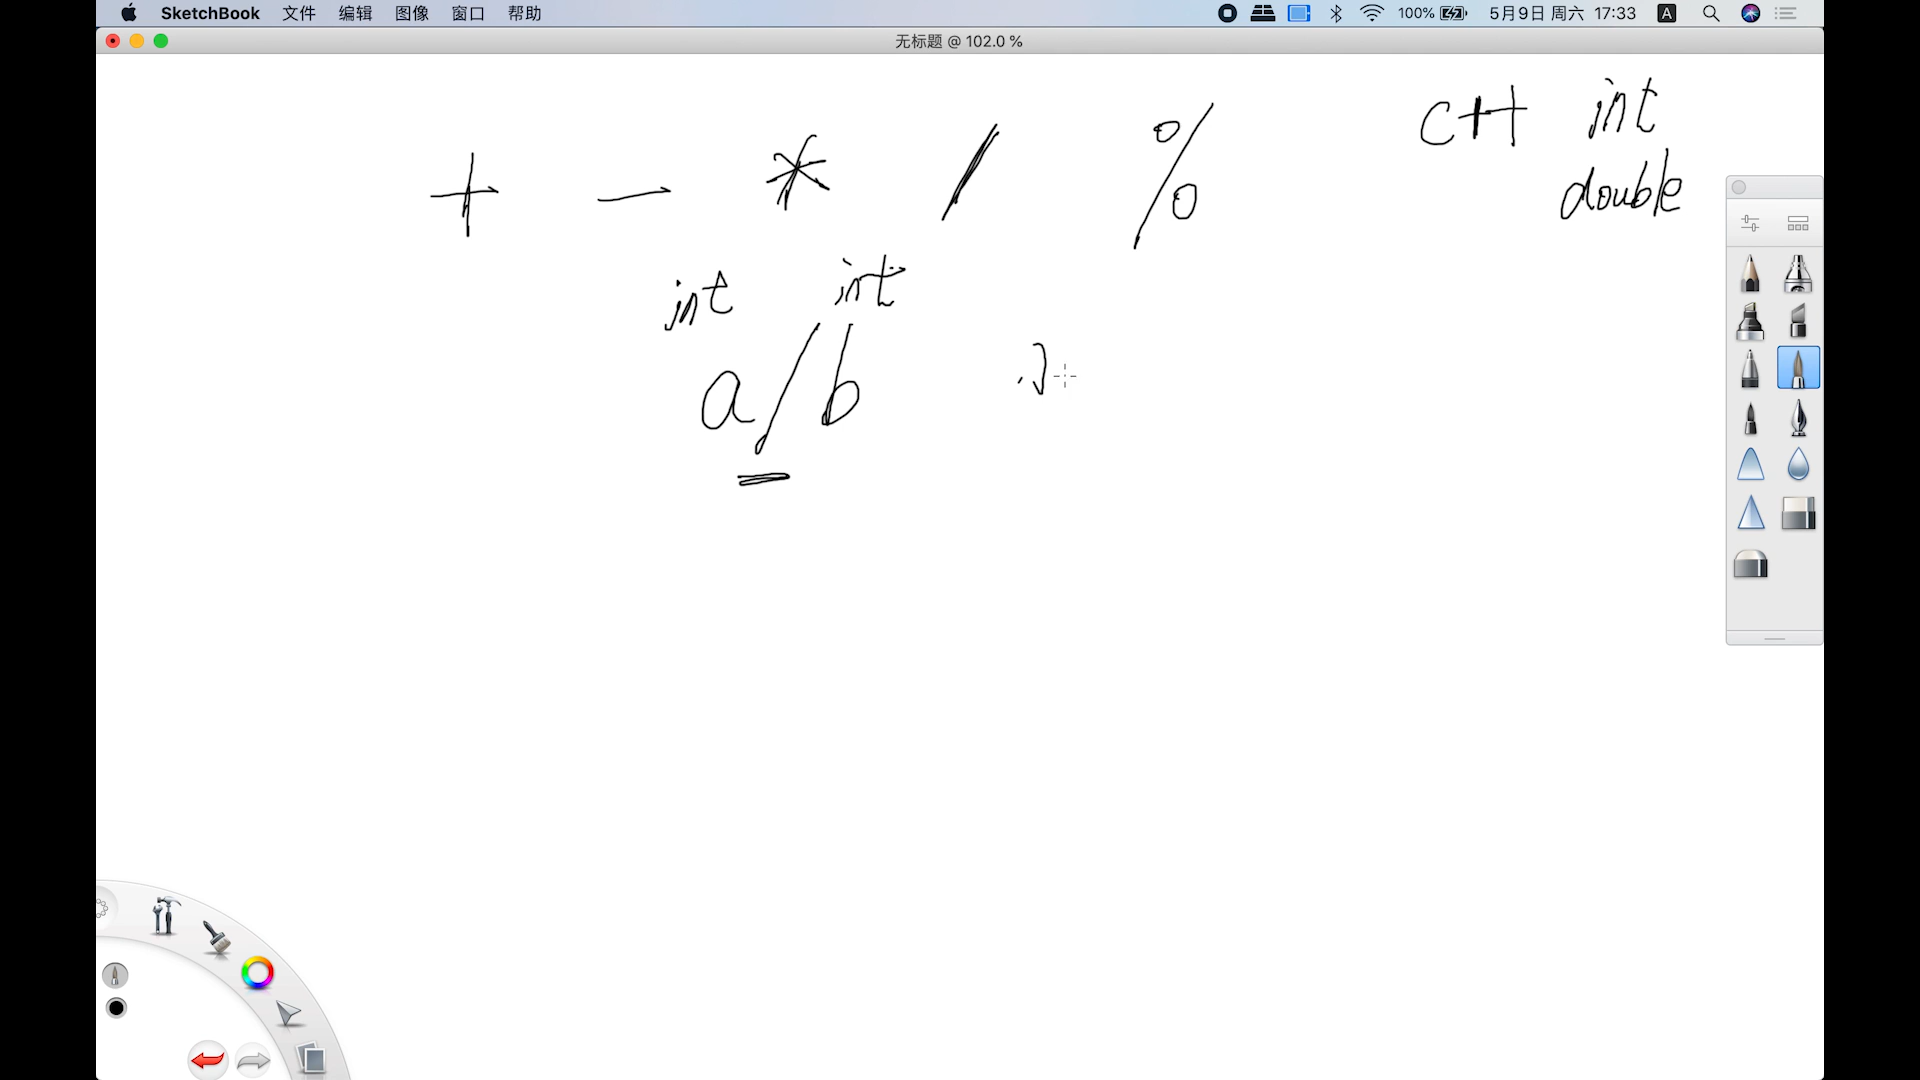 SketchBook 文件 编辑 图像 窗口 帮助 100% 5月9日 周六 17:33 A
无标题 @ 102.0 %
+ - * / % C++ int
double
int int
a/b